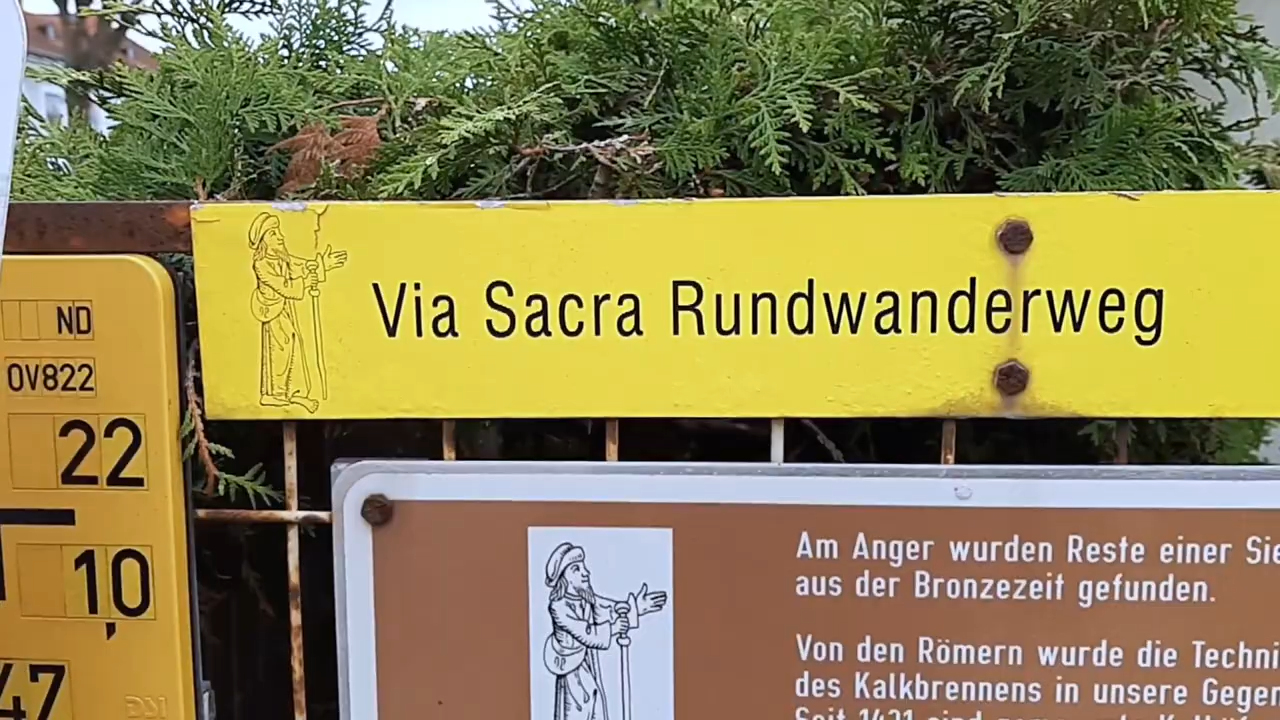 Via Sacra Rundwanderweg
ND
OV822
22
10
,
47
Am Anger wurden Reste einer
aus der Bronzezeit gefunden.
Von den Römern wurde die
des Kalkbrennens in unsere